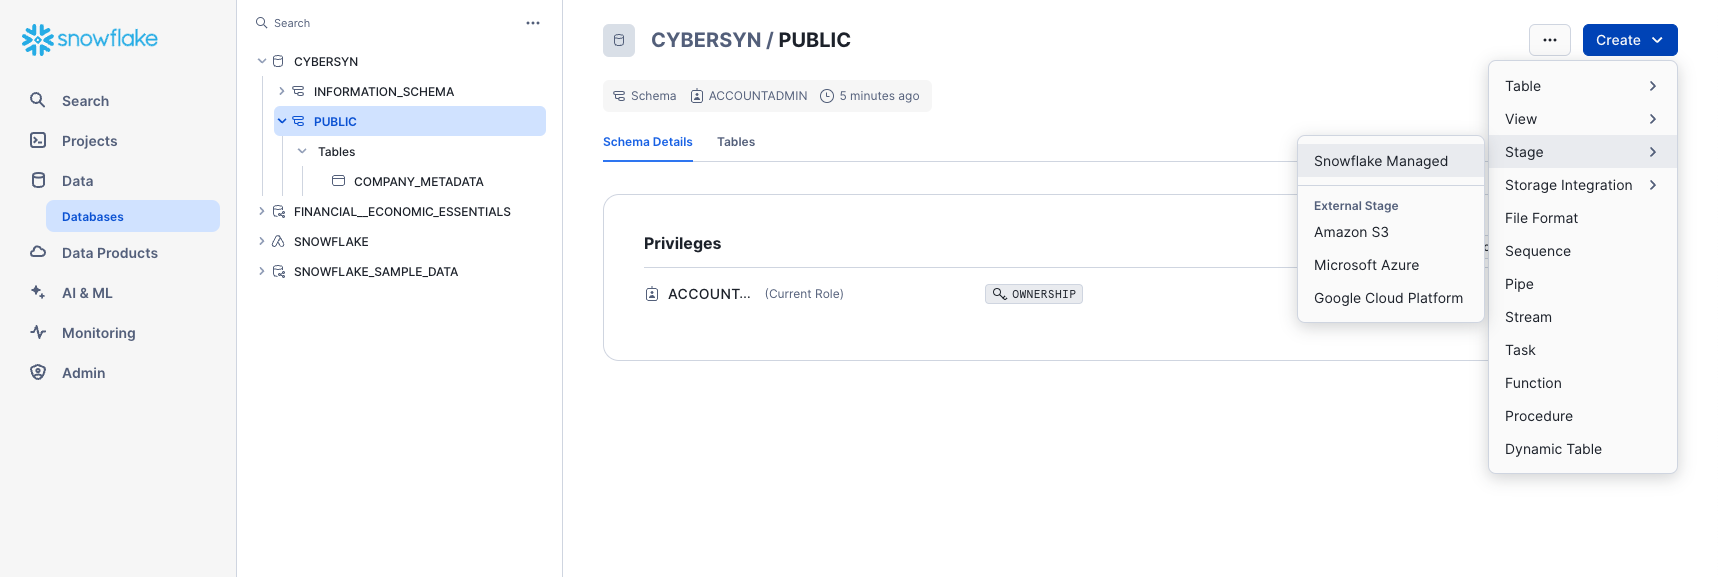 snowflake
Search
Projects
Data
Databases
Data Products
AI & ML
Monitoring
Admin
Search
CYBERSYN
INFORMATION_SCHEMA
PUBLIC
Tables
COMPANY_METADATA
FINANCIAL__ECONOMIC_ESSENTIALS
SNOWFLAKE
SNOWFLAKE_SAMPLE_DATA
CYBERSYN / PUBLIC
Create
Schema ACCOUNTADMIN 5 minutes ago
Schema Details Tables
Privileges
ACCOUNT... (Current Role) OWNERSHIP
Snowflake Managed
External Stage
Amazon S3
Microsoft Azure
Google Cloud Platform
Table
View
Stage
Storage Integration
File Format
Sequence
Pipe
Stream
Task
Function
Procedure
Dynamic Table